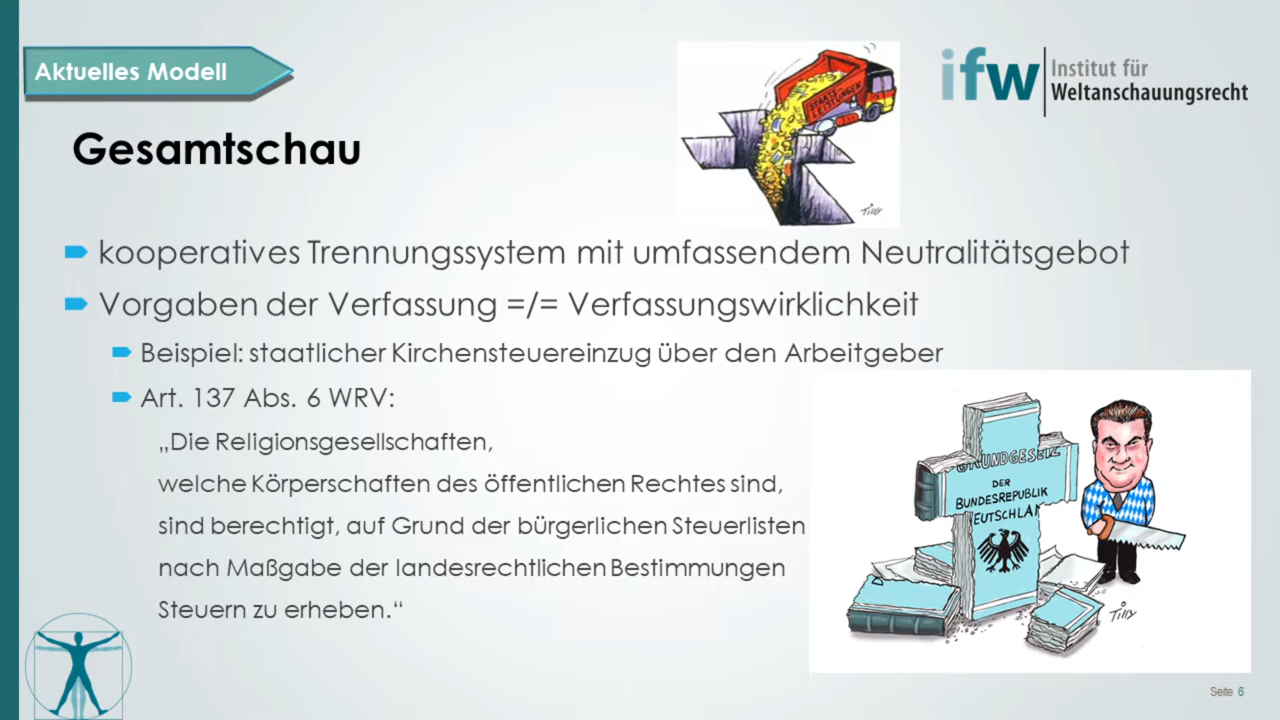 Aktuelles Modell
ifw
Institut für
Weltanschauungsrecht
STAATS
LEISTUNGEN
Tilly
Gesamtschau
kooperatives Trennungssystem mit umfassendem Neutralitätsgebot
Vorgaben der Verfassung =/= Verfassungswirklichkeit
Beispiel: staatlicher Kirchensteuereinzug über den Arbeitgeber
Art. 137 Abs. 6 WRV:
„Die Religionsgesellschaften,
welche Körperschaften des öffentlichen Rechtes sind,
sind berechtigt, auf Grund der bürgerlichen Steuerlisten
nach Maßgabe der landesrechtlichen Bestimmungen
Steuern zu erheben.“
GRUNDGESETZ
DER
BUNDESREPUBLIK
EUTSCHLAN
Tilly
Seite 6